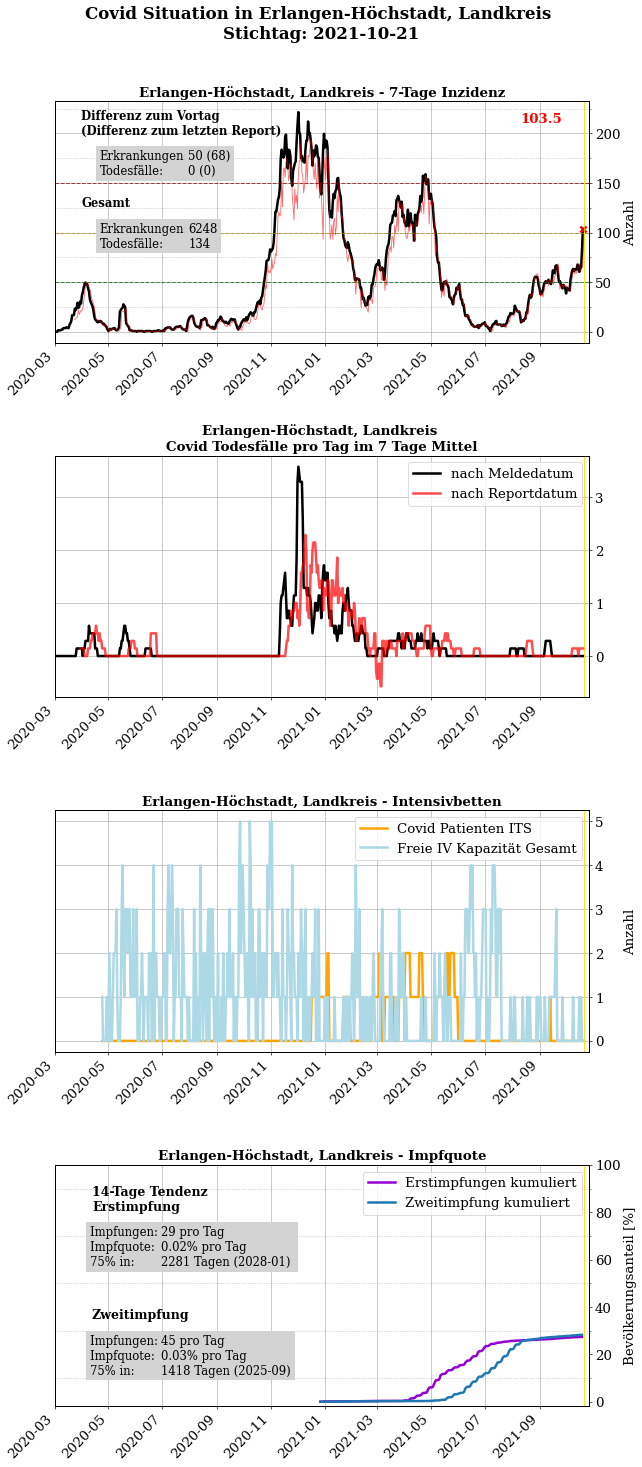 Covid Situation in Erlangen-Höchstadt, Landkreis
Stichtag: 2021-10-21
Erlangen-Höchstadt, Landkreis - 7-Tage Inzidenz
Differenz zum Vortag
(Differenz zum letzten Report)
Erkrankungen 50 (68)
Todesfälle: 0 (0)
Gesamt
Erkrankungen 6248
Todesfälle: 134
103.5
200
150
100
50
0
Anzahl
2020-03
2020-05
2020-07
2020-09
2020-11
2021-01
2021-03
2021-05
2021-07
2021-09
Erlangen-Höchstadt, Landkreis
Covid Todesfälle pro Tag im 7 Tage Mittel
nach Meldedatum
nach Reportdatum
3
2
1
0
2020-03
2020-05
2020-07
2020-09
2020-11
2021-01
2021-03
2021-05
2021-07
2021-09
Erlangen-Höchstadt, Landkreis - Intensivbetten
Covid Patienten ITS
Freie IV Kapazität Gesamt
5
4
3
2
1
0
Anzahl
2020-03
2020-05
2020-07
2020-09
2020-11
2021-01
2021-03
2021-05
2021-07
2021-09
Erlangen-Höchstadt, Landkreis - Impfquote
14-Tage Tendenz
Erstimpfung
Impfungen: 29 pro Tag
Impfquote: 0.02% pro Tag
75% in: 2281 Tagen (2028-01)
Zweitimpfung
Impfungen: 45 pro Tag
Impfquote: 0.03% pro Tag
75% in: 1418 Tagen (2025-09)
Erstimpfungen kumuliert
Zweitimpfung kumuliert
100
80
60
40
20
0
Bevölkerungsanteil [%]
2020-03
2020-05
2020-07
2020-09
2020-11
2021-01
2021-03
2021-05
2021-07
2021-09